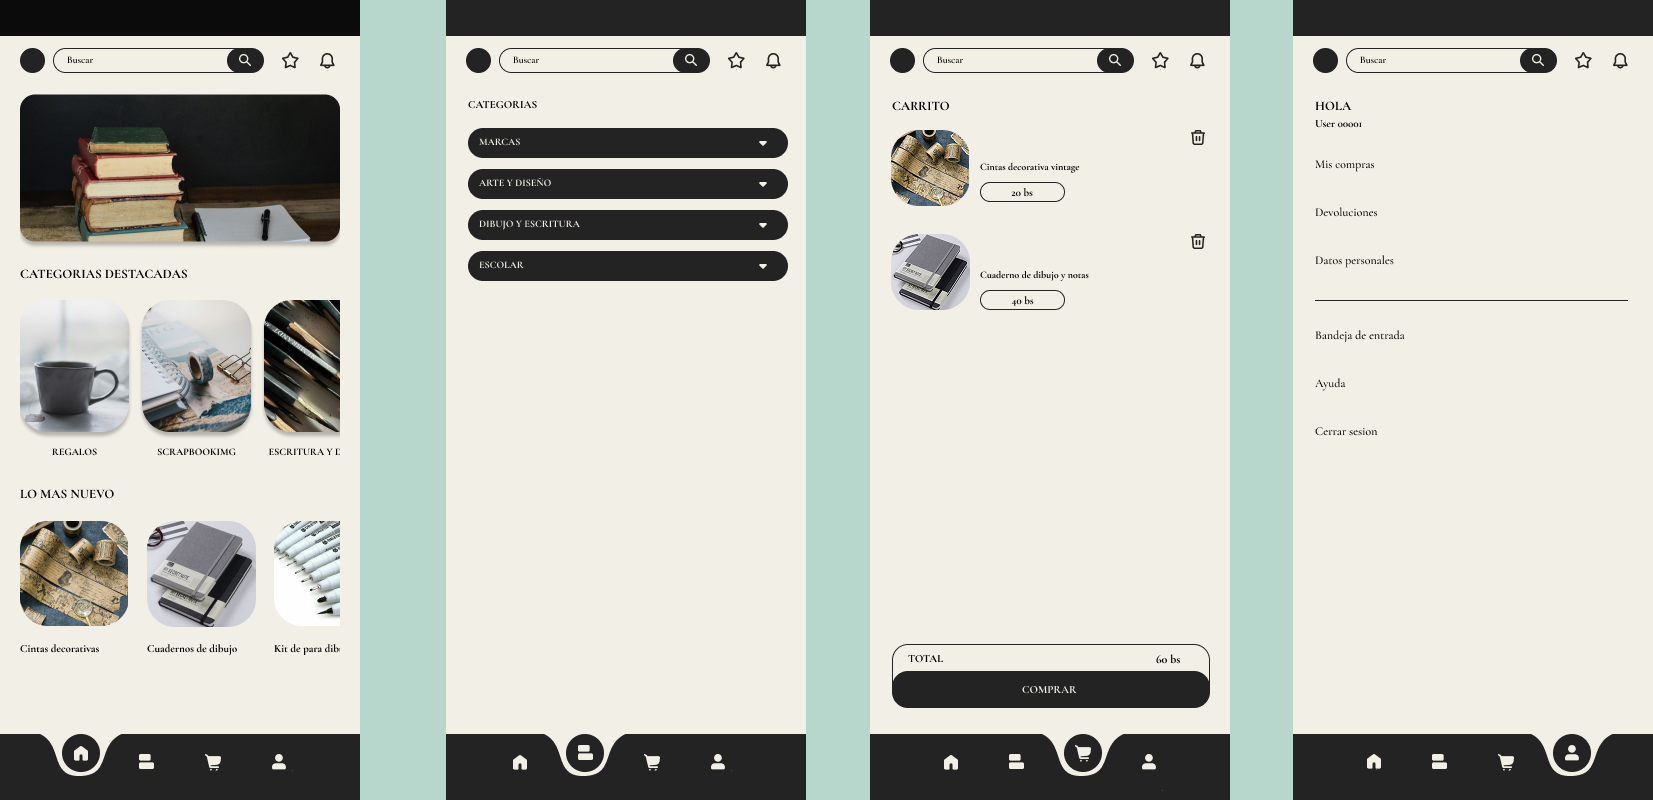 Buscar
CATEGORIAS DESTACADAS
REGALOS
SCRAPBOOKIMG
ESCRITURA Y D
LO MAS NUEVO
Cintas decorativas
Cuadernos de dibujo
Kit de para dibu
Buscar
CATEGORIAS
MARCAS
ARTE Y DISEÑO
DIBUJO Y ESCRITURA
ESCOLAR
Buscar
CARRITO
Cintas decorativa vintage
20 bs
Cuaderno de dibujo y notas
40 bs
TOTAL 60 bs
COMPRAR
Buscar
HOLA
User 00001
Mis compras
Devoluciones
Datos personales
Bandeja de entrada
Ayuda
Cerrar sesion